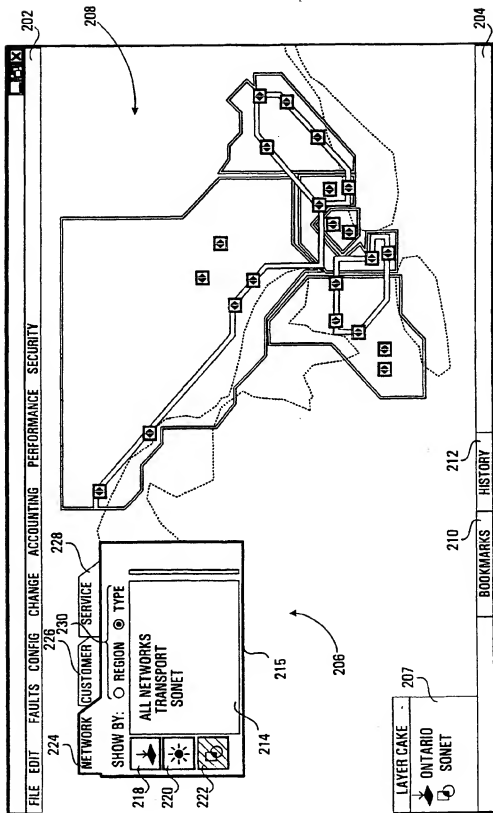 202
208
FILE EDIT FAULTS CONFIG CHANGE ACCOUNTING PERFORMANCE SECURITY
224
226
228
230
NETWORK CUSTOMER SERVICE
SHOW BY: REGION TYPE
ALL NETWORKS
TRANSPORT
SONET
218
220
222
214
215
206
LAYER CAKE
ONTARIO
SONET
207
210
212
BOOKMARKS HISTORY
204